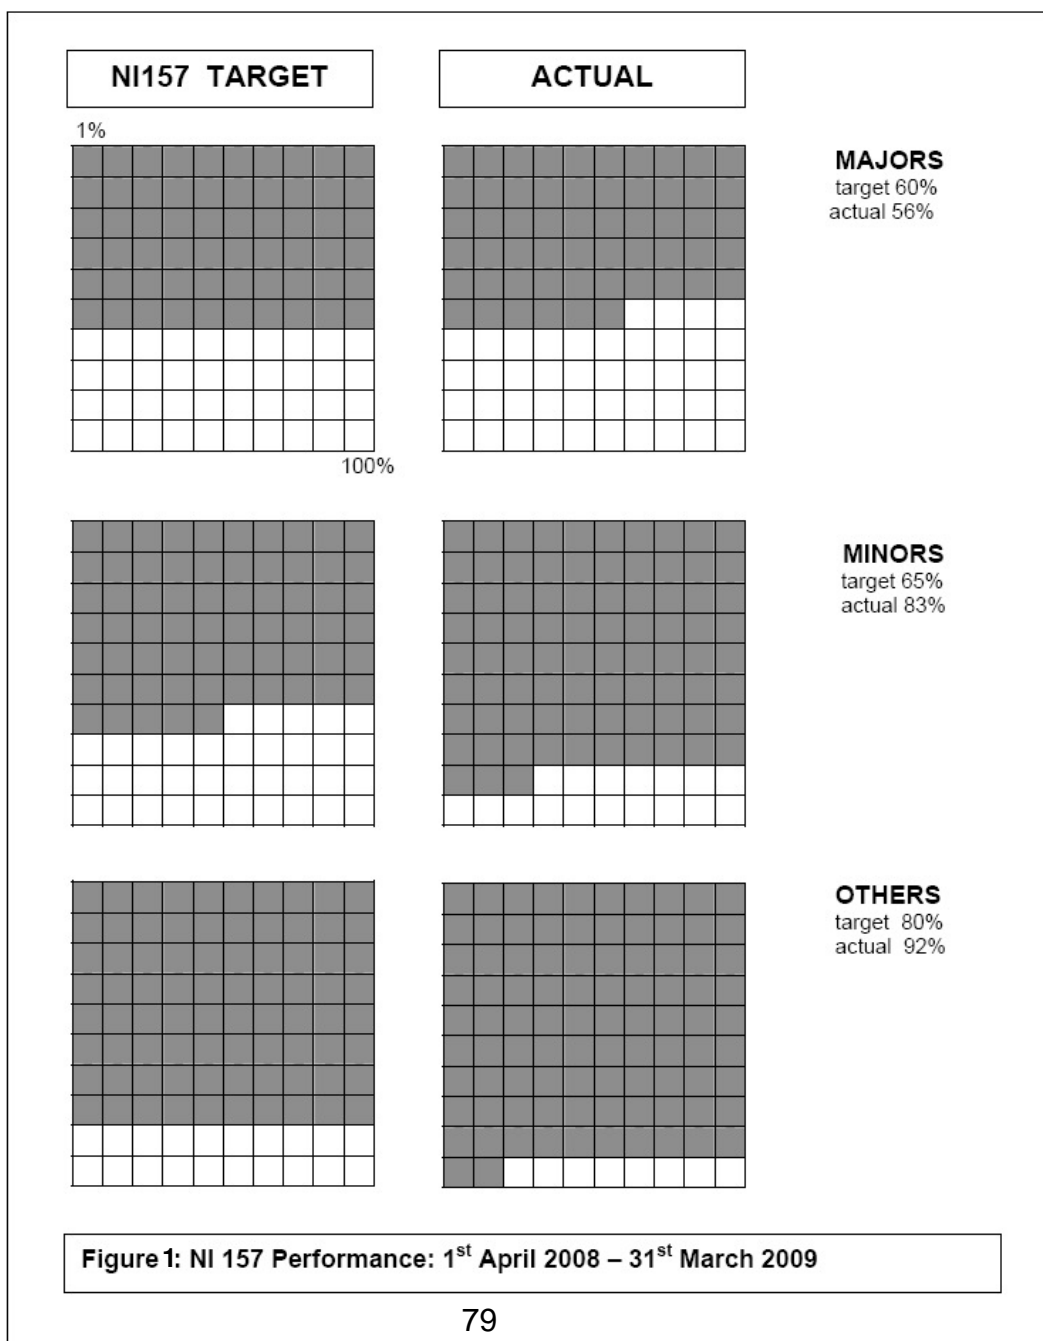 NI157 TARGET
ACTUAL
1%
MAJORS
target 60%
actual 56%
100%
MINORS
target 65%
actual 83%
OTHERS
target 80%
actual 92%
Figure 1: NI 157 Performance: 1st April 2008 – 31st March 2009
79